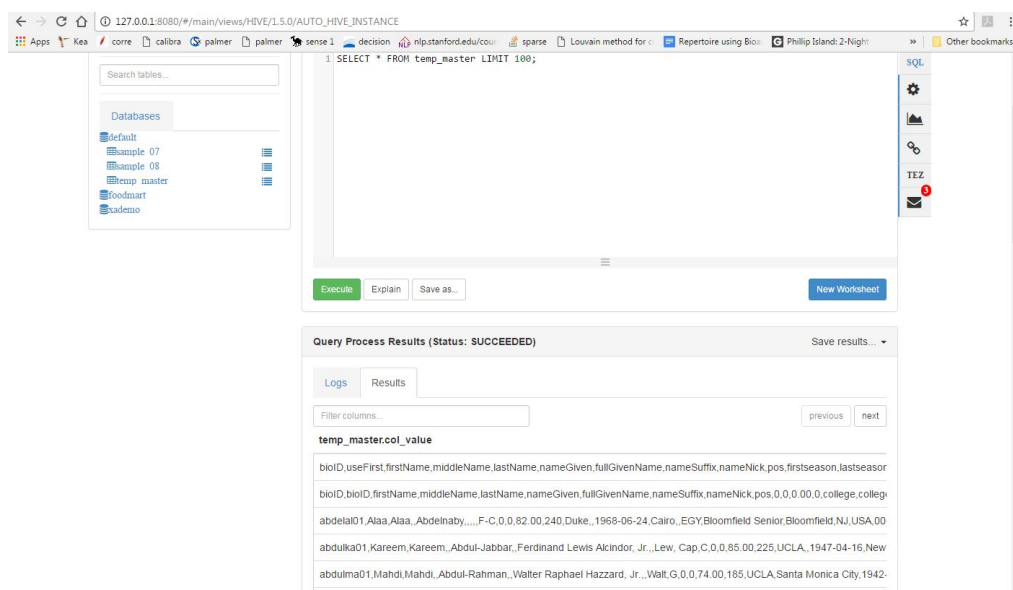 127.0.0.1:8080/#/main/views/HIVE/1.5.0/AUTO_HIVE_INSTANCE
Apps Kea corre calibra palmer palmer sense 1 decision nlp.stanford.edu/cour sparse Louvain method for c Repertoire using Bioa Phillip Island: 2-Night » Other bookmarks
1 SELECT * FROM temp_master LIMIT 100;
SQL
Search tables...
Databases
default
sample_07
sample_08
temp_master
foodmart
xademo
TEZ
3
Execute Explain Save as... New Worksheet
Query Process Results (Status: SUCCEEDED) Save results...
Logs Results
Filter columns... previous next
temp_master.col_value
bioID,useFirst,firstName,middleName,lastName,nameGiven,fullGivenName,nameSuffix,nameNick,pos,firstseason,lastseason
bioID,bioID,firstName,middleName,lastName,nameGiven,fullGivenName,nameSuffix,nameNick,pos,0,0,0.00,0,college,colleg
abdelal01,Alaa,Alaa,,Abdelnaby,,,,,F-C,0,0,82.00,240,Duke,,1968-06-24,Cairo,,EGY,Bloomfield Senior,Bloomfield,NJ,USA,00
abdulka01,Kareem,Kareem,,Abdul-Jabbar,,Ferdinand Lewis Alcindor, Jr.,,Lew, Cap,C,0,0,85.00,225,UCLA,,1947-04-16,New
abdulma01,Mahdi,Mahdi,,Abdul-Rahman,,Walter Raphael Hazzard, Jr.,,Walt,G,0,0,74.00,185,UCLA,Santa Monica City,1942-